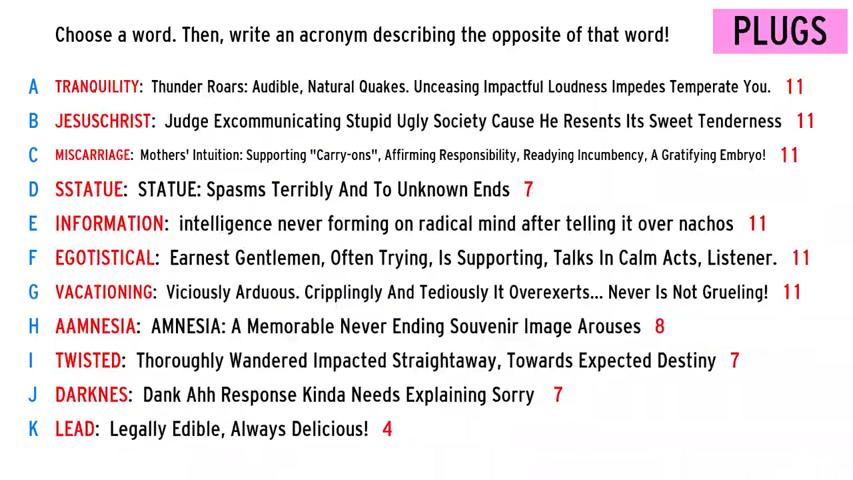 Choose a word. Then, write an acronym describing the opposite of that word!
PLUGS
A TRANQUILITY: Thunder Roars: Audible, Natural Quakes. Unceasing Impactful Loudness Impedes Temperate You. 11
B JESUSCHRIST: Judge Excommunicating Stupid Ugly Society Cause He Resents Its Sweet Tenderness 11
C MISCARRIAGE: Mothers' Intuition: Supporting "Carry-ons", Affirming Responsibility, Readying Incumbency, A Gratifying Embryo! 11
D SSTATUE: STATUE: Spasms Terribly And To Unknown Ends 7
E INFORMATION: intelligence never forming on radical mind after telling it over nachos 11
F EGOTISTICAL: Earnest Gentlemen, Often Trying, Is Supporting, Talks In Calm Acts, Listener. 11
G VACATIONING: Viciously Arduous. Cripplingly And Tediously It Overexerts... Never Is Not Grueling! 11
H AAMNESIA: AMNESIA: A Memorable Never Ending Souvenir Image Arouses 8
I TWISTED: Thoroughly Wandered Impacted Straightaway, Towards Expected Destiny 7
J DARKNES: Dank Ahh Response Kinda Needs Explaining Sorry 7
K LEAD: Legally Edible, Always Delicious! 4